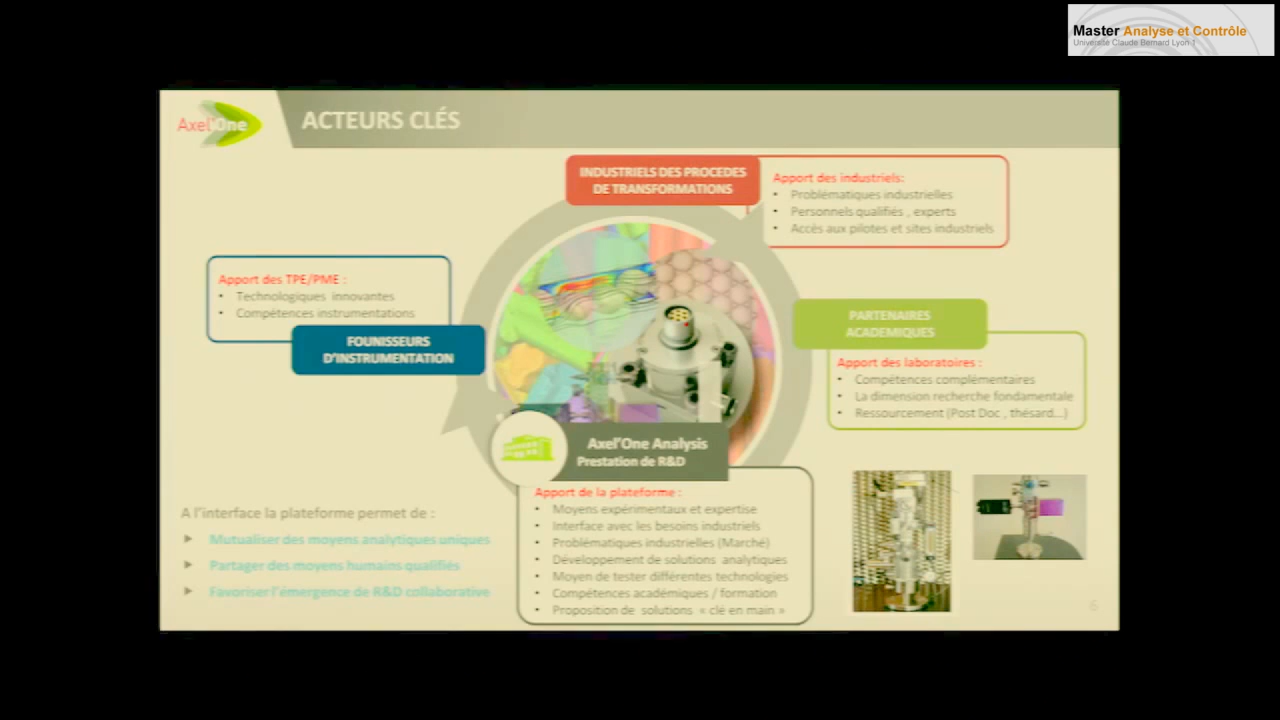 Master Analyse et Contrôle
Université Claude Bernard Lyon 1
Axel'One
ACTEURS CLÉS
INDUSTRIELS DES PROCEDES
DE TRANSFORMATIONS
Apport des industriels:
• Problématiques industrielles
• Personnels qualifiés , experts
• Accès aux pilotes et sites industriels
Apport des TPE/PME :
• Technologiques innovantes
• Compétences instrumentations
FOUNISSEURS
D'INSTRUMENTATION
PARTENAIRES
ACADEMIQUES
Apport des laboratoires :
• Compétences complémentaires
• La dimension recherche fondamentale
• Ressourcement (Post Doc , thésard...)
Axel'One Analysis
Prestation de R&D
Apport de la plateforme :
• Moyens expérimentaux et expertise
• Interface avec les besoins industriels
• Problématiques industrielles (Marché)
• Développement de solutions analytiques
• Moyen de tester différentes technologies
• Compétences académiques / formation
• Proposition de solutions « clé en main »
A l'interface la plateforme permet de :
Mutualiser des moyens analytiques uniques
Partager des moyens humains qualifiés
Favoriser l'émergence de R&D collaborative
6